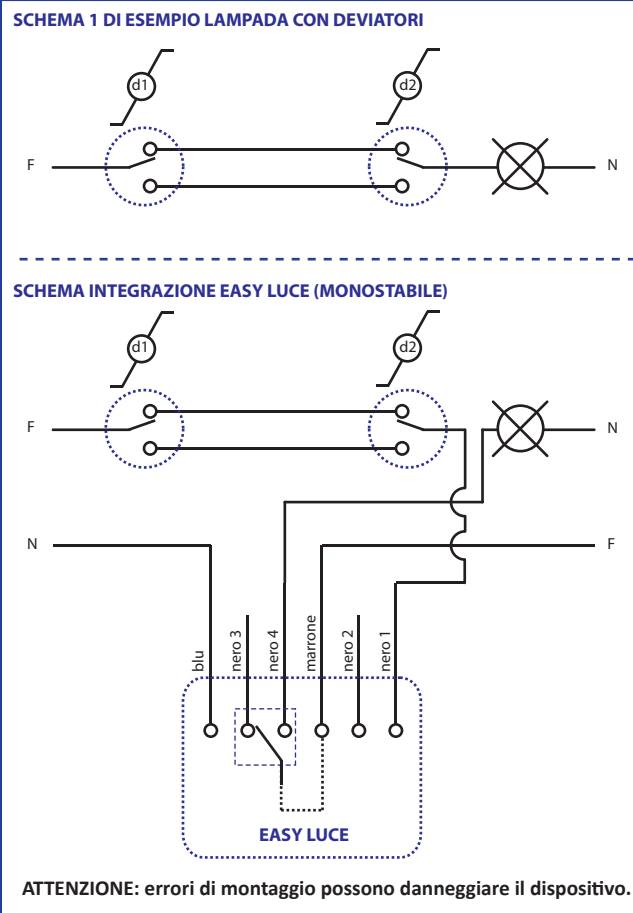 SCHEMA 1 DI ESEMPIO LAMPADA CON DEVIATORI
d1
d2
F
N
SCHEMA INTEGRAZIONE EASY LUCE (MONOSTABILE)
d1
d2
F
N
N
F
blu
nero 3
nero 4
marrone
nero 2
nero 1
EASY LUCE
ATTENZIONE: errori di montaggio possono danneggiare il dispositivo.